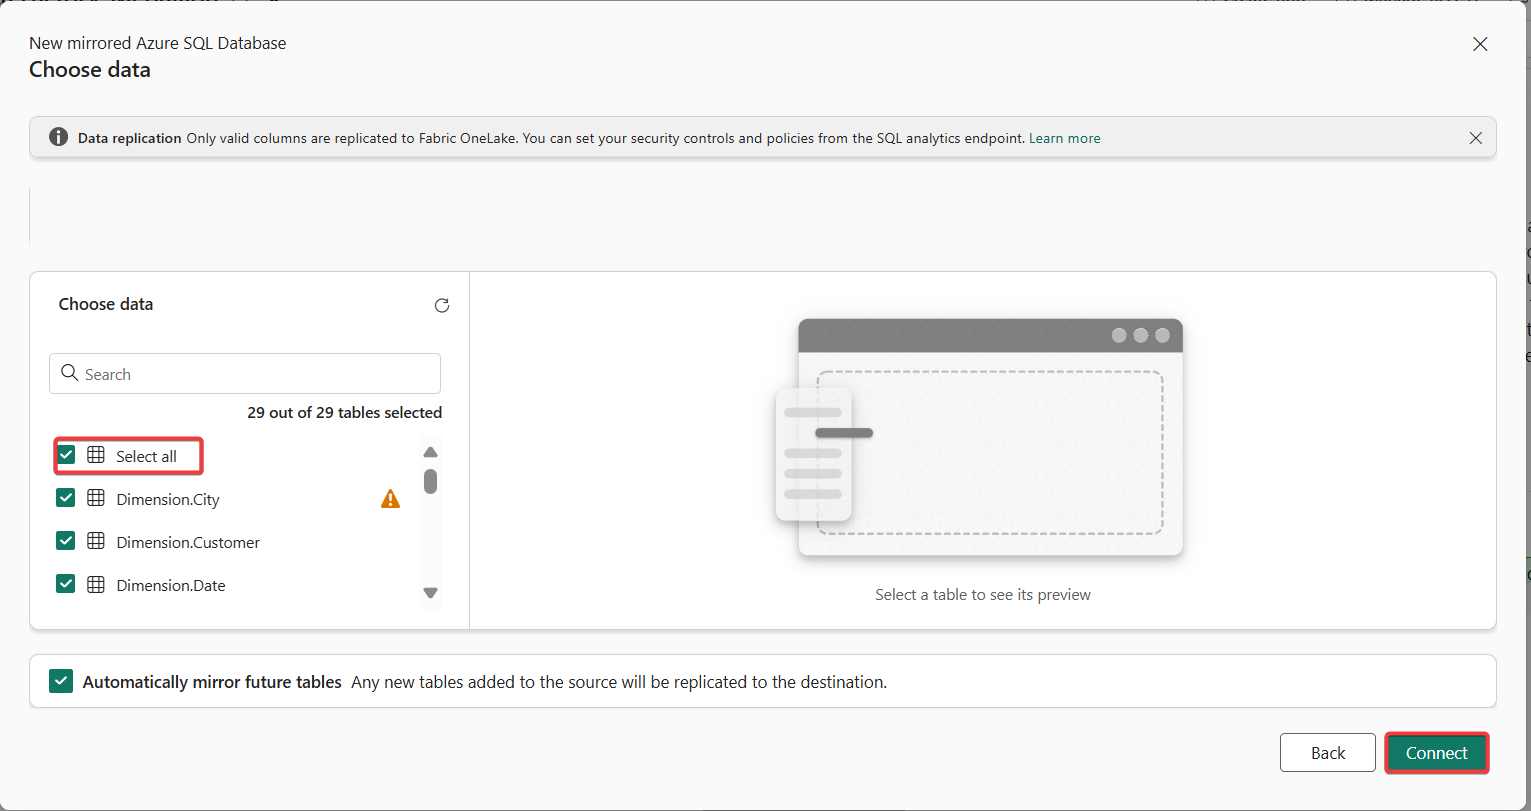 New mirrored Azure SQL Database
Choose data
Data replication Only valid columns are replicated to Fabric OneLake. You can set your security controls and policies from the SQL analytics endpoint. Learn more
Choose data
Search
29 out of 29 tables selected
Select all
Dimension.City
Dimension.Customer
Dimension.Date
Select a table to see its preview
Automatically mirror future tables Any new tables added to the source will be replicated to the destination.
Back
Connect